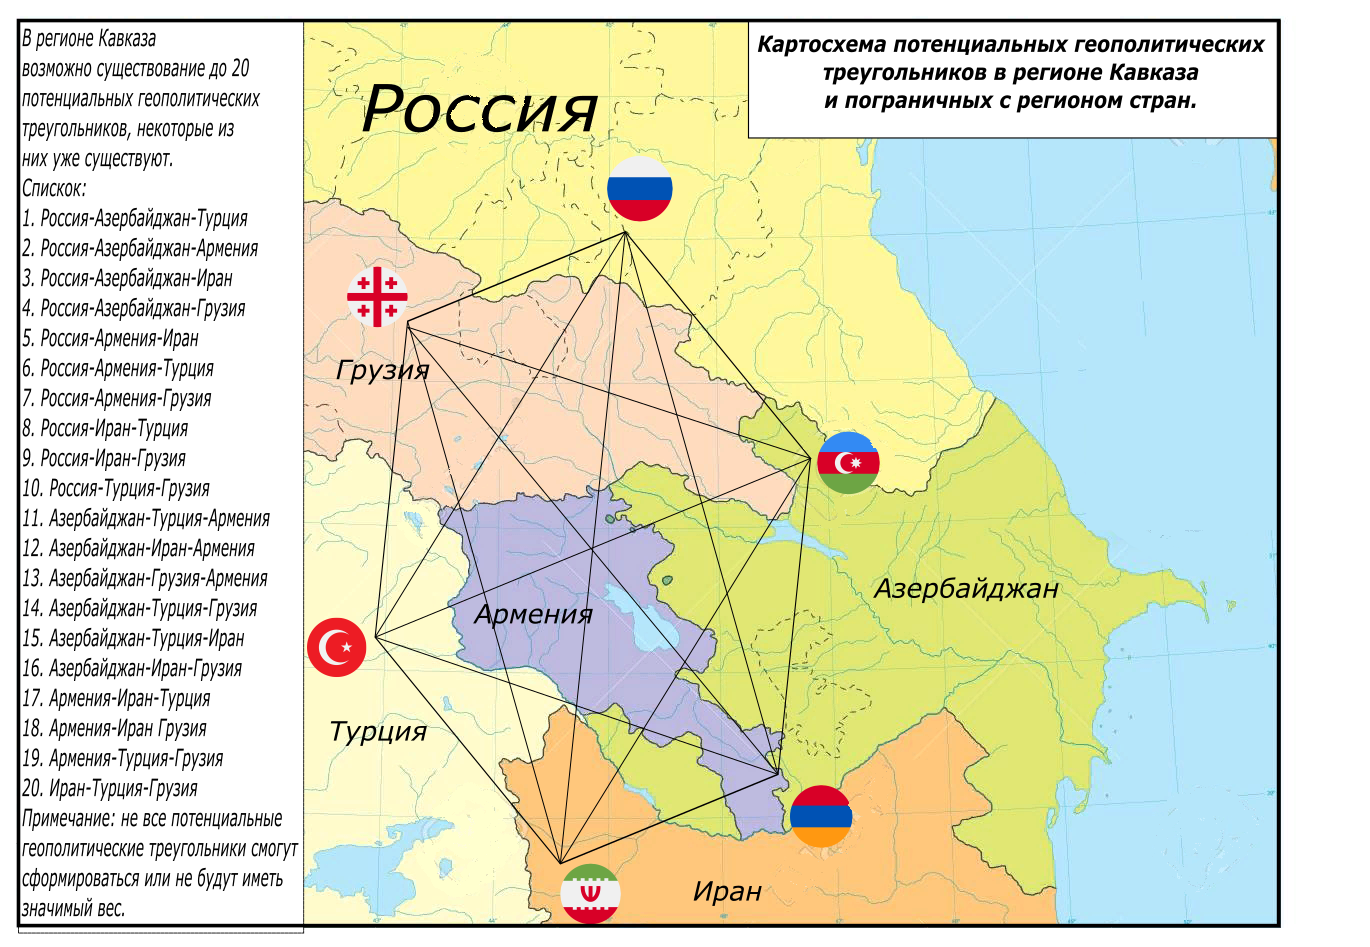 В регионе Кавказа
возможно существование до 20
потенциальных геополитических
треугольников, некоторые из
них уже существуют.
Спискок:
1. Россия-Азербайджан-Турция
2. Россия-Азербайджан-Армения
3. Россия-Азербайджан-Иран
4. Россия-Азербайджан-Грузия
5. Россия-Армения-Иран
6. Россия-Армения-Турция
7. Россия-Армения-Грузия
8. Россия-Иран-Турция
9. Россия-Иран-Грузия
10. Россия-Турция-Грузия
11. Азербайджан-Турция-Армения
12. Азербайджан-Иран-Армения
13. Азербайджан-Грузия-Армения
14. Азербайджан-Турция-Грузия
15. Азербайджан-Турция-Иран
16. Азербайджан-Иран-Грузия
17. Армения-Иран-Турция
18. Армения-Иран Грузия
19. Армения-Турция-Грузия
20. Иран-Турция-Грузия
Примечание: не все потенциальные
геополитические треугольники смогут
сформироваться или не будут иметь
значимый вес.
Картосхема потенциальных геополитических
треугольников в регионе Кавказа
и пограничных с регионом стран.
Россия
Грузия
Азербайджан
Армения
Турция
Иран